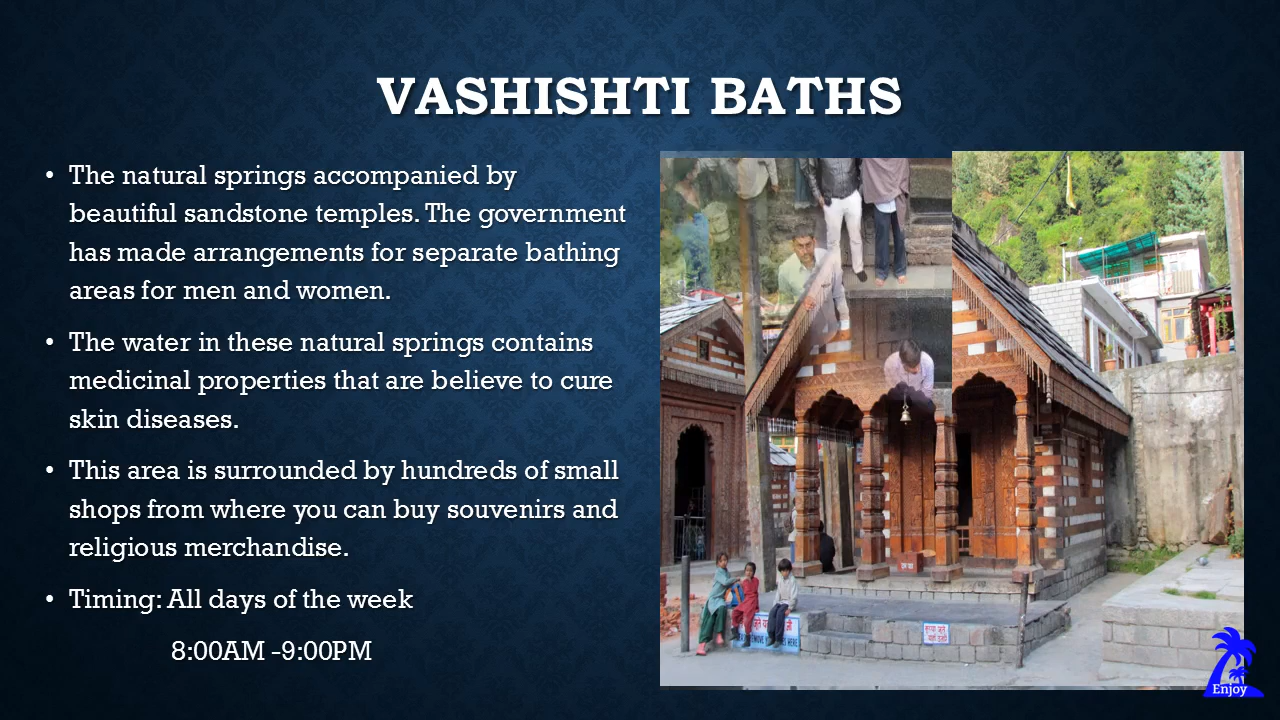 VASHISHTI BATHS
• The natural springs accompanied by
beautiful sandstone temples. The government
has made arrangements for separate bathing
areas for men and women.
• The water in these natural springs contains
medicinal properties that are believe to cure
skin diseases.
• This area is surrounded by hundreds of small
shops from where you can buy souvenirs and
religious merchandise.
• Timing: All days of the week
8:00AM -9:00PM
HERE
Enjoy